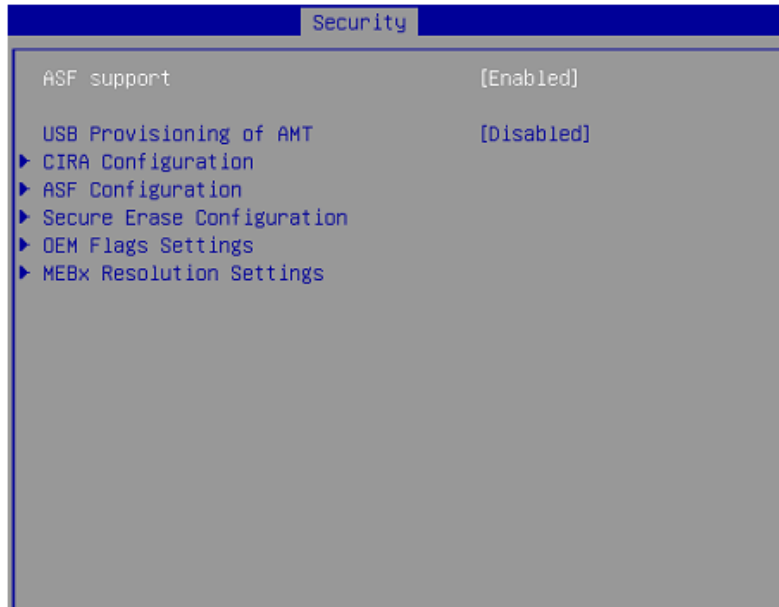 Security
ASF support [Enabled]
USB Provisioning of AMT [Disabled]
CIRA Configuration
ASF Configuration
Secure Erase Configuration
OEM Flags Settings
MEBx Resolution Settings